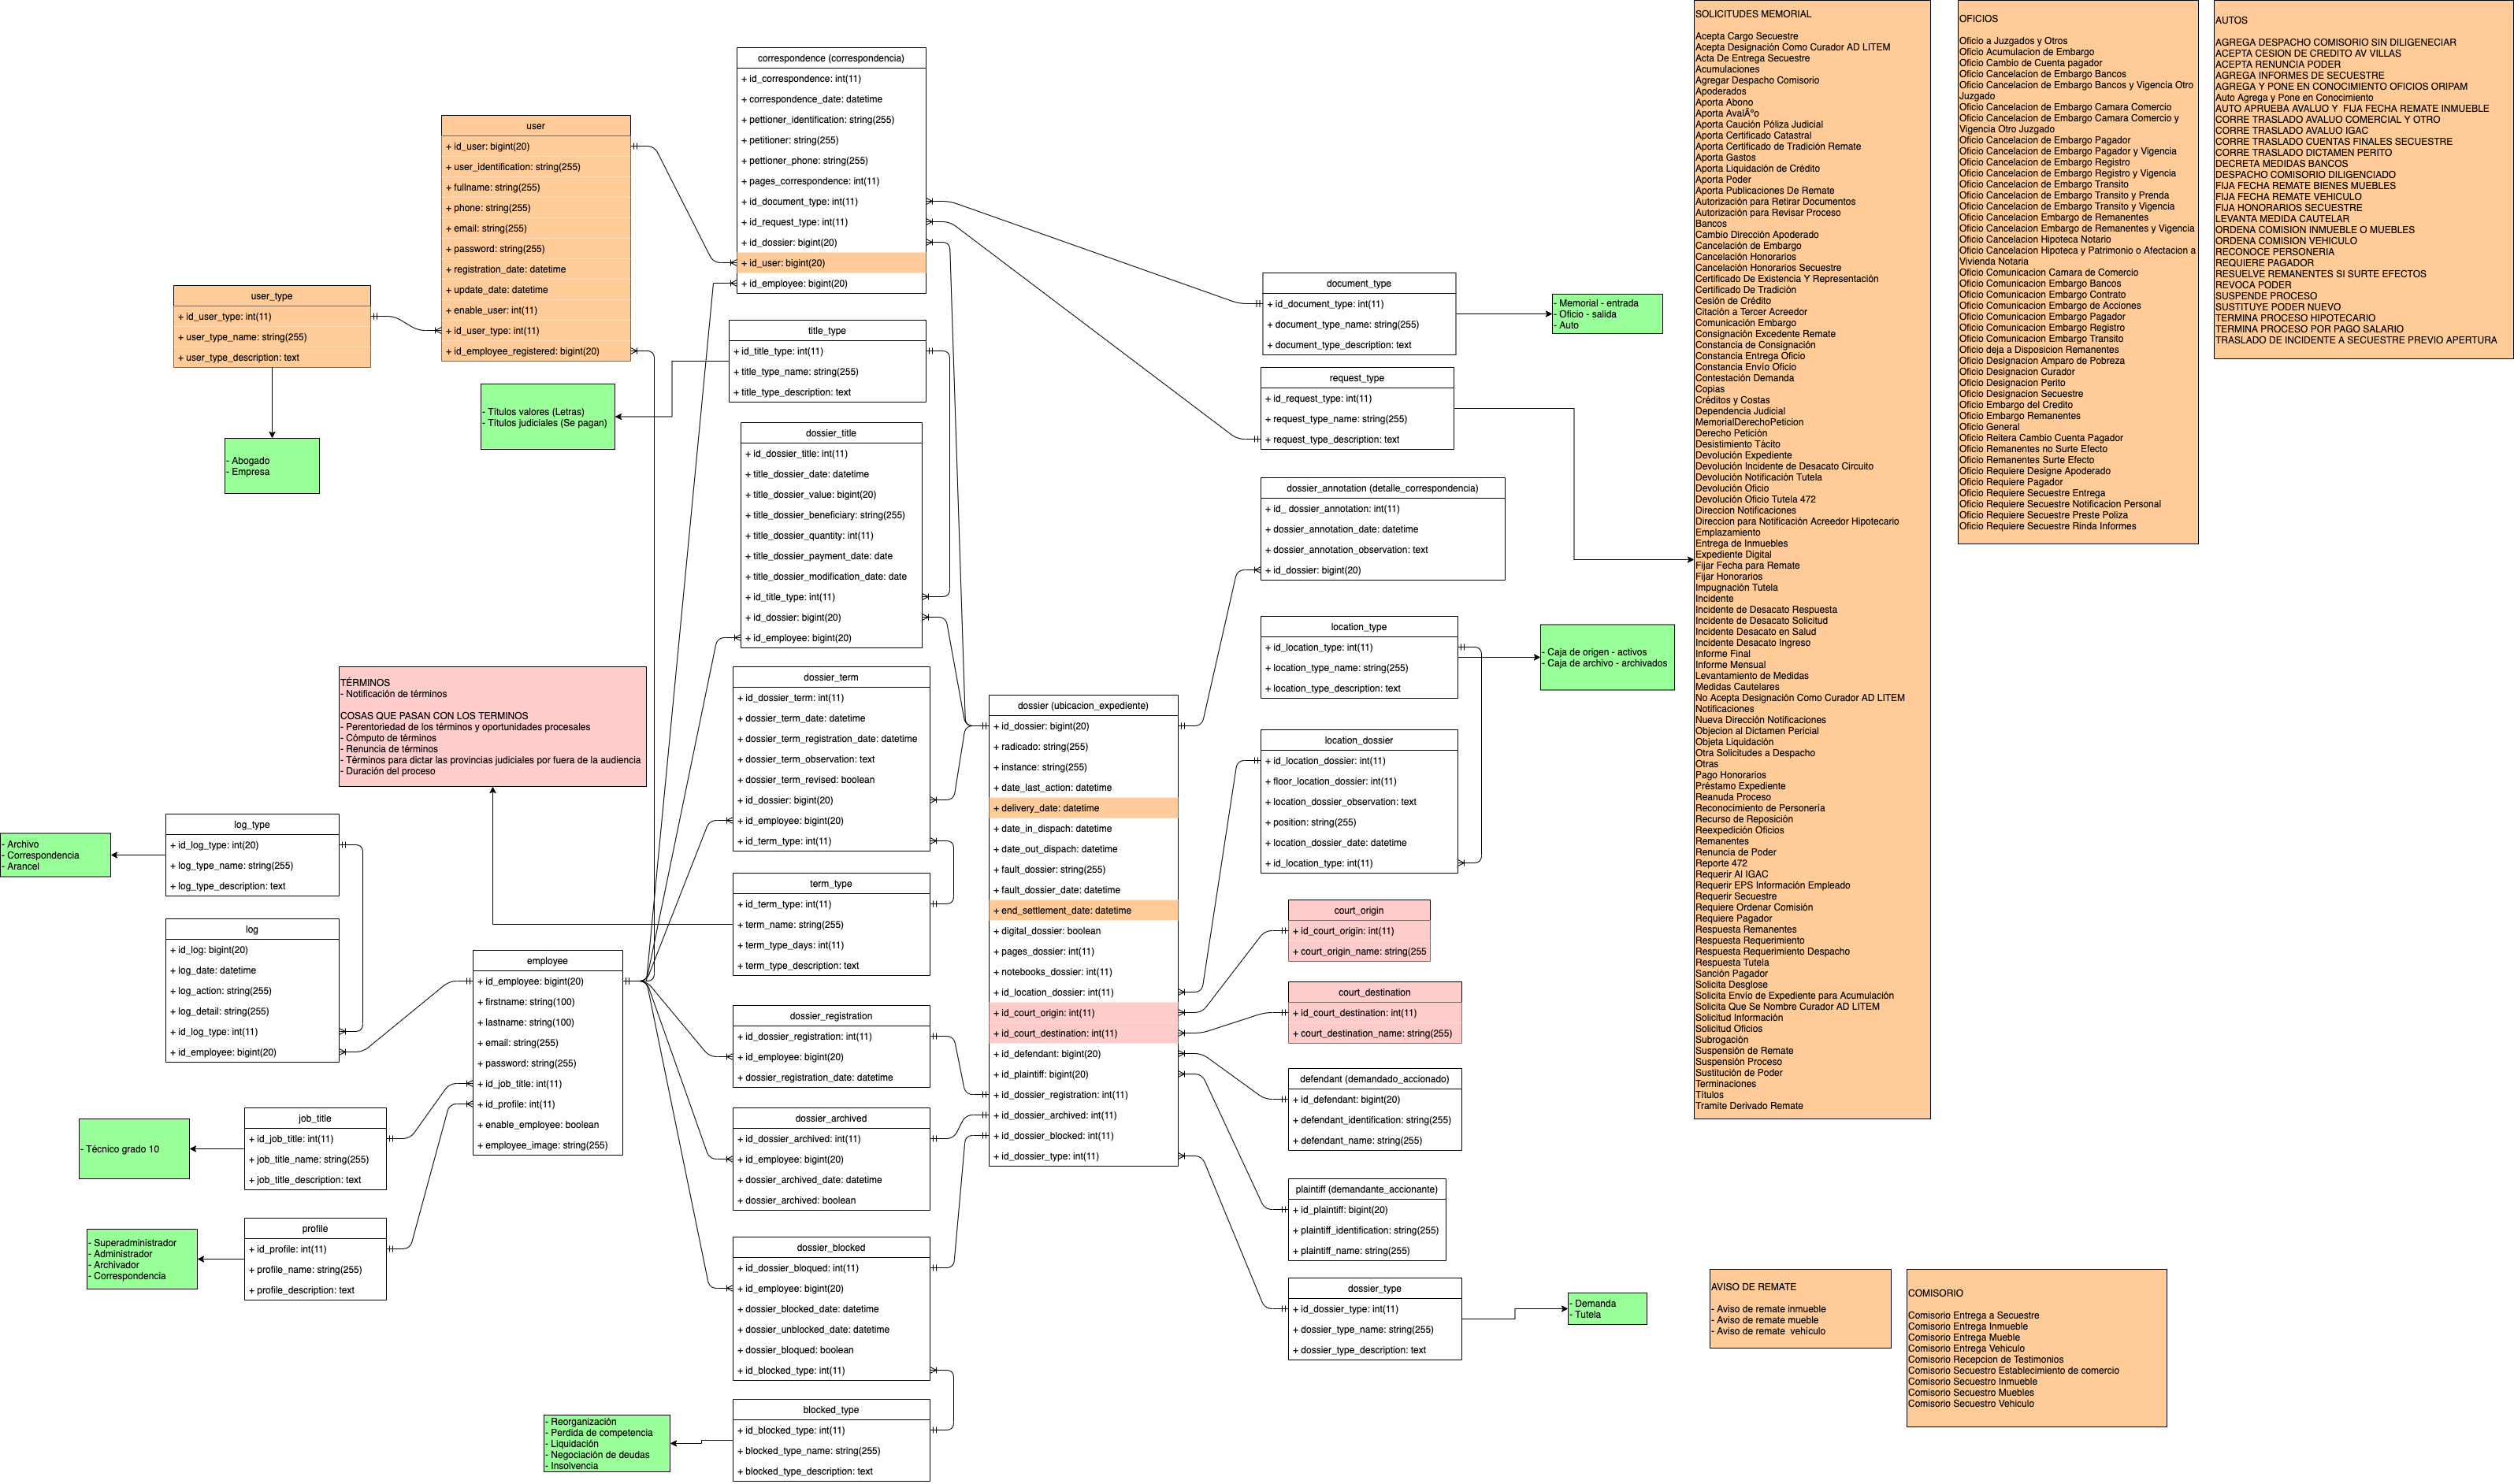 correspondence (correspondencia)
+ id_correspondence: int(11)
+ correspondence_date: datetime
+ pettioner_identification: string(255)
+ petitioner: string(255)
+ pettioner_phone: string(255)
+ pages_correspondence: int(11)
+ id_document_type: int(11)
+ id_request_type: int(11)
+ id_dossier: bigint(20)
+ id_user: bigint(20)
+ id_employee: bigint(20)
user
+ id_user: bigint(20)
+ user_identification: string(255)
+ fullname: string(255)
+ phone: string(255)
+ email: string(255)
+ password: string(255)
+ registration_date: datetime
+ update_date: datetime
+ enable_user: int(11)
+ id_user_type: int(11)
+ id_employee_registered: bigint(20)
user_type
+ id_user_type: int(11)
+ user_type_name: string(255)
+ user_type_description: text
- Abogado
- Empresa
- Títulos valores (Letras)
- Títulos judiciales (Se pagan)
title_type
+ id_title_type: int(11)
+ title_type_name: string(255)
+ title_type_description: text
dossier_title
+ id_dossier_title: int(11)
+ title_dossier_date: datetime
+ title_dossier_value: bigint(20)
+ title_dossier_beneficiary: string(255)
+ title_dossier_quantity: int(11)
+ title_dossier_payment_date: date
+ title_dossier_modification_date: date
+ id_title_type: int(11)
+ id_dossier: bigint(20)
+ id_employee: bigint(20)
dossier_term
+ id_dossier_term: int(11)
+ dossier_term_date: datetime
+ dossier_term_registration_date: datetime
+ dossier_term_observation: text
+ dossier_term_revised: boolean
+ id_dossier: bigint(20)
+ id_employee: bigint(20)
+ id_term_type: int(11)
term_type
+ id_term_type: int(11)
+ term_name: string(255)
+ term_type_days: int(11)
+ term_type_description: text
TÉRMINOS
- Notificación de términos
COSAS QUE PASAN CON LOS TERMINOS
- Perentoriedad de los términos y oportunidades procesales
- Cómputo de términos
- Renuncia de términos
- Términos para dictar las provincias judiciales por fuera de la audiencia
- Duración del proceso
log_type
+ id_log_type: int(20)
+ log_type_name: string(255)
+ log_type_description: text
- Archivo
- Correspondencia
- Arancel
log
+ id_log: bigint(20)
+ log_date: datetime
+ log_action: string(255)
+ log_detail: string(255)
+ id_log_type: int(11)
+ id_employee: bigint(20)
employee
+ id_employee: bigint(20)
+ firstname: string(100)
+ lastname: string(100)
+ email: string(255)
+ password: string(255)
+ id_job_title: int(11)
+ id_profile: int(11)
+ enable_employee: boolean
+ employee_image: string(255)
job_title
+ id_job_title: int(11)
+ job_title_name: string(255)
+ job_title_description: text
- Técnico grado 10
profile
+ id_profile: int(11)
+ profile_name: string(255)
+ profile_description: text
- Superadministrador
- Administrador
- Archivador
- Correspondencia
dossier_registration
+ id_dossier_registration: int(11)
+ id_employee: bigint(20)
+ dossier_registration_date: datetime
dossier_archived
+ id_dossier_archived: int(11)
+ id_employee: bigint(20)
+ dossier_archived_date: datetime
+ dossier_archived: boolean
dossier_blocked
+ id_dossier_bloqued: int(11)
+ id_employee: bigint(20)
+ dossier_blocked_date: datetime
+ dossier_unblocked_date: datetime
+ dossier_bloqued: boolean
+ id_blocked_type: int(11)
blocked_type
+ id_blocked_type: int(11)
+ blocked_type_name: string(255)
+ blocked_type_description: text
- Reorganización
- Perdida de competencia
- Liquidación
- Negociación de deudas
- Insolvencia
dossier (ubicacion_expediente)
+ id_dossier: bigint(20)
+ radicado: string(255)
+ instance: string(255)
+ date_last_action: datetime
+ delivery_date: datetime
+ date_in_dispach: datetime
+ date_out_dispach: datetime
+ fault_dossier: string(255)
+ fault_dossier_date: datetime
+ end_settlement_date: datetime
+ digital_dossier: boolean
+ pages_dossier: int(11)
+ notebooks_dossier: int(11)
+ id_location_dossier: int(11)
+ id_court_origin: int(11)
+ id_court_destination: int(11)
+ id_defendant: bigint(20)
+ id_plaintiff: bigint(20)
+ id_dossier_registration: int(11)
+ id_dossier_archived: int(11)
+ id_dossier_blocked: int(11)
+ id_dossier_type: int(11)
document_type
+ id_document_type: int(11)
+ document_type_name: string(255)
+ document_type_description: text
- Memorial - entrada
- Oficio - salida
- Auto
request_type
+ id_request_type: int(11)
+ request_type_name: string(255)
+ request_type_description: text
dossier_annotation (detalle_correspondencia)
+ id_ dossier_annotation: int(11)
+ dossier_annotation_date: datetime
+ dossier_annotation_observation: text
+ id_dossier: bigint(20)
location_type
+ id_location_type: int(11)
+ location_type_name: string(255)
+ location_type_description: text
- Caja de origen - activos
- Caja de archivo - archivados
location_dossier
+ id_location_dossier: int(11)
+ floor_location_dossier: int(11)
+ location_dossier_observation: text
+ position: string(255)
+ location_dossier_date: datetime
+ id_location_type: int(11)
court_origin
+ id_court_origin: int(11)
+ court_origin_name: string(255
court_destination
+ id_court_destination: int(11)
+ court_destination_name: string(255)
defendant (demandado_accionado)
+ id_defendant: bigint(20)
+ defendant_identification: string(255)
+ defendant_name: string(255)
plaintiff (demandante_accionante)
+ id_plaintiff: bigint(20)
+ plaintiff_identification: string(255)
+ plaintiff_name: string(255)
dossier_type
+ id_dossier_type: int(11)
+ dossier_type_name: string(255)
+ dossier_type_description: text
- Demanda
- Tutela
SOLICITUDES MEMORIAL
Acepta Cargo Secuestre
Acepta Designación Como Curador AD LITEM
Acta De Entrega Secuestre
Acumulaciones
Agregar Despacho Comisorio
Apoderados
Aporta Abono
Aporta AvalÃºo
Aporta Caución Póliza Judicial
Aporta Certificado Catastral
Aporta Certificado de Tradición Remate
Aporta Gastos
Aporta Liquidación de Crédito
Aporta Poder
Aporta Publicaciones De Remate
Autorización para Retirar Documentos
Autorización para Revisar Proceso
Bancos
Cambio Dirección Apoderado
Cancelación de Embargo
Cancelación Honorarios
Cancelación Honorarios Secuestre
Certificado De Existencia Y Representación
Certificado De Tradición
Cesión de Crédito
Citación a Tercer Acreedor
Comunicación Embargo
Consignación Excedente Remate
Constancia de Consignación
Constancia Entrega Oficio
Constancia Envío Oficio
Contestación Demanda
Copias
Créditos y Costas
Dependencia Judicial
MemorialDerechoPeticion
Derecho Petición
Desistimiento Tácito
Devolución Expediente
Devolución Incidente de Desacato Circuito
Devolución Notificación Tutela
Devolución Oficio
Devolución Oficio Tutela 472
Direccion Notificaciones
Direccion para Notificación Acreedor Hipotecario
Emplazamiento
Entrega de Inmuebles
Expediente Digital
Fijar Fecha para Remate
Fijar Honorarios
Impugnación Tutela
Incidente
Incidente de Desacato Respuesta
Incidente de Desacato Solicitud
Incidente Desacato en Salud
Incidente Desacato Ingreso
Informe Final
Informe Mensual
Levantamiento de Medidas
Medidas Cautelares
No Acepta Designación Como Curador AD LITEM
Notificaciones
Nueva Dirección Notificaciones
Objecion al Dictamen Pericial
Objeta Liquidación
Otra Solicitudes a Despacho
Otras
Pago Honorarios
Préstamo Expediente
Reanuda Proceso
Reconocimiento de Personería
Recurso de Reposición
Reexpedición Oficios
Remanentes
Renuncia de Poder
Reporte 472
Requerir Al IGAC
Requerir EPS Información Empleado
Requerir Secuestre
Requiere Ordenar Comisión
Requiere Pagador
Respuesta Remanentes
Respuesta Requerimiento
Respuesta Requerimiento Despacho
Respuesta Tutela
Sanción Pagador
Solicita Desglose
Solicita Envío de Expediente para Acumulación
Solicita Que Se Nombre Curador AD LITEM
Solicitud Información
Solicitud Oficios
Subrogación
Suspensión de Remate
Suspensión Proceso
Sustitución de Poder
Terminaciones
Títulos
Tramite Derivado Remate
OFICIOS
Oficio a Juzgados y Otros
Oficio Acumulacion de Embargo
Oficio Cambio de Cuenta pagador
Oficio Cancelacion de Embargo Bancos
Oficio Cancelacion de Embargo Bancos y Vigencia Otro
Juzgado
Oficio Cancelacion de Embargo Camara Comercio
Oficio Cancelacion de Embargo Camara Comercio y
Vigencia Otro Juzgado
Oficio Cancelacion de Embargo Pagador
Oficio Cancelacion de Embargo Pagador y Vigencia
Oficio Cancelacion de Embargo Registro
Oficio Cancelacion de Embargo Registro y Vigencia
Oficio Cancelacion de Embargo Transito
Oficio Cancelacion de Embargo Transito y Prenda
Oficio Cancelacion de Embargo Transito y Vigencia
Oficio Cancelacion Embargo de Remanentes
Oficio Cancelacion Embargo de Remanentes y Vigencia
Oficio Cancelacion Hipoteca Notario
Oficio Cancelacion Hipoteca y Patrimonio o Afectacion a
Vivienda Notaria
Oficio Comunicacion Camara de Comercio
Oficio Comunicacion Embargo Bancos
Oficio Comunicacion Embargo Contrato
Oficio Comunicacion Embargo de Acciones
Oficio Comunicacion Embargo Pagador
Oficio Comunicacion Embargo Registro
Oficio Comunicacion Embargo Transito
Oficio deja a Disposicion Remanentes
Oficio Designacion Amparo de Pobreza
Oficio Designacion Curador
Oficio Designacion Perito
Oficio Designacion Secuestre
Oficio Embargo del Credito
Oficio Embargo Remanentes
Oficio General
Oficio Reitera Cambio Cuenta Pagador
Oficio Remanentes no Surte Efecto
Oficio Remanentes Surte Efecto
Oficio Requiere Designe Apoderado
Oficio Requiere Pagador
Oficio Requiere Secuestre Entrega
Oficio Requiere Secuestre Notificacion Personal
Oficio Requiere Secuestre Preste Poliza
Oficio Requiere Secuestre Rinda Informes
AUTOS
AGREGA DESPACHO COMISORIO SIN DILIGENECIAR
ACEPTA CESION DE CREDITO AV VILLAS
ACEPTA RENUNCIA PODER
AGREGA INFORMES DE SECUESTRE
AGREGA Y PONE EN CONOCIMIENTO OFICIOS ORIPAM
Auto Agrega y Pone en Conocimiento
AUTO APRUEBA AVALUO Y FIJA FECHA REMATE INMUEBLE
CORRE TRASLADO AVALUO COMERCIAL Y OTRO
CORRE TRASLADO AVALUO IGAC
CORRE TRASLADO CUENTAS FINALES SECUESTRE
CORRE TRASLADO DICTAMEN PERITO
DECRETA MEDIDAS BANCOS
DESPACHO COMISORIO DILIGENCIADO
FIJA FECHA REMATE BIENES MUEBLES
FIJA FECHA REMATE VEHICULO
FIJA HONORARIOS SECUESTRE
LEVANTA MEDIDA CAUTELAR
ORDENA COMISION INMUEBLE O MUEBLES
ORDENA COMISION VEHICULO
RECONOCE PERSONERIA
REQUIERE PAGADOR
RESUELVE REMANENTES SI SURTE EFECTOS
REVOCA PODER
SUSPENDE PROCESO
SUSTITUYE PODER NUEVO
TERMINA PROCESO HIPOTECARIO
TERMINA PROCESO POR PAGO SALARIO
TRASLADO DE INCIDENTE A SECUESTRE PREVIO APERTURA
AVISO DE REMATE
- Aviso de remate inmueble
- Aviso de remate mueble
- Aviso de remate vehículo
COMISORIO
Comisorio Entrega a Secuestre
Comisorio Entrega Inmueble
Comisorio Entrega Mueble
Comisorio Entrega Vehiculo
Comisorio Recepcion de Testimonios
Comisorio Secuestro Establecimiento de comercio
Comisorio Secuestro Inmueble
Comisorio Secuestro Muebles
Comisorio Secuestro Vehiculo